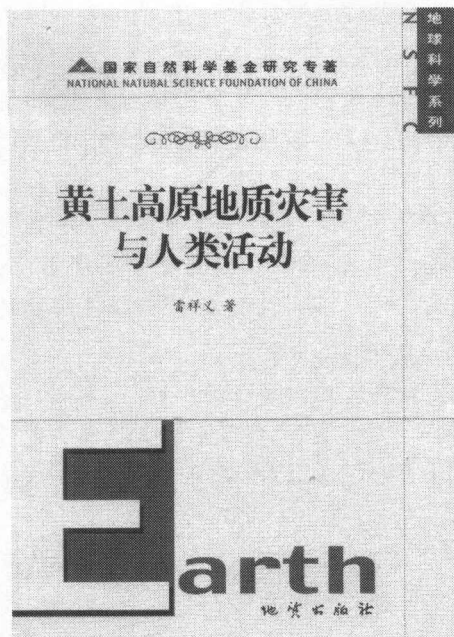 国家自然科学基金研究专著
NATIONAL NATURAL SCIENCE FOUNDATION OF CHINA
NSFC
地球科学系列
黄土高原地质灾害
与人类活动
雷祥义 著
Earth
地质出版社